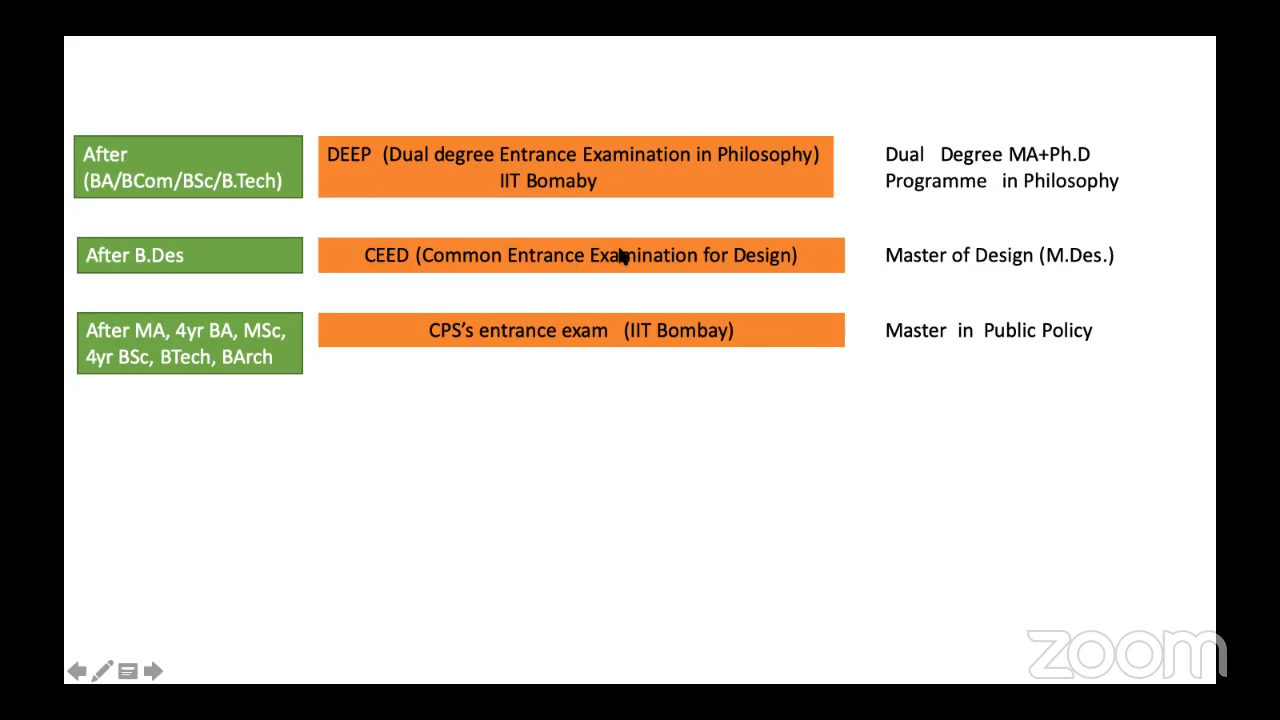 After
(BA/BCom/BSc/B.Tech)
DEEP (Dual degree Entrance Examination in Philosophy)
IIT Bomaby
Dual Degree MA+Ph.D
Programme in Philosophy
After B.Des
CEED (Common Entrance Examination for Design)
Master of Design (M.Des.)
After MA, 4yr BA, MSc,
4yr BSc, BTech, BArch
CPS's entrance exam (IIT Bombay)
Master in Public Policy
zoom